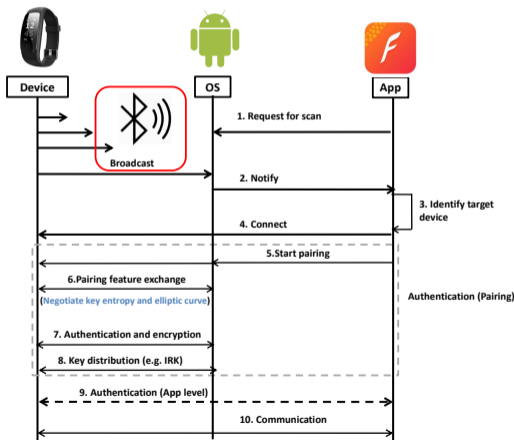 Device
OS
App
1. Request for scan
Broadcast
2. Notify
3. Identify target
device
4. Connect
5.Start pairing
6.Pairing feature exchange
(Negotiate key entropy and elliptic curve)
Authentication (Pairing)
7. Authentication and encryption
8. Key distribution (e.g. IRK)
9. Authentication (App level)
10. Communication